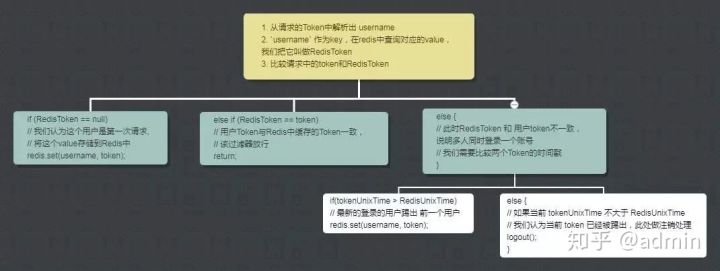 1. 从请求的Token中解析出 username
2. `username` 作为key，在redis中查询对应的value，
我们把它叫做RedisToken
3. 比较请求中的token和RedisToken
if (RedisToken == null)
// 我们认为这个用户是第一次请求,
// 将这个value存储到Redis中
redis.set(username, token);
else if (RedisToken == token)
// 用户Token与Redis中缓存的Token一致，
// 该过滤器放行
return;
else {
// 此时RedisToken 和 用户token不一致，
说明多人同时登录一个账号
// 我们需要比较两个Token的时间戳
}
if(tokenUnixTime > RedisUnixTime)
// 最新的登录的用户踢出 前一个用户
redis.set(username, token);
else {
// 如果当前 tokenUnixTime 不大于 RedisUnixTime
// 我们认为当前 token 已经被踢出，此处做注销处理
logout();
}
知乎 @admin